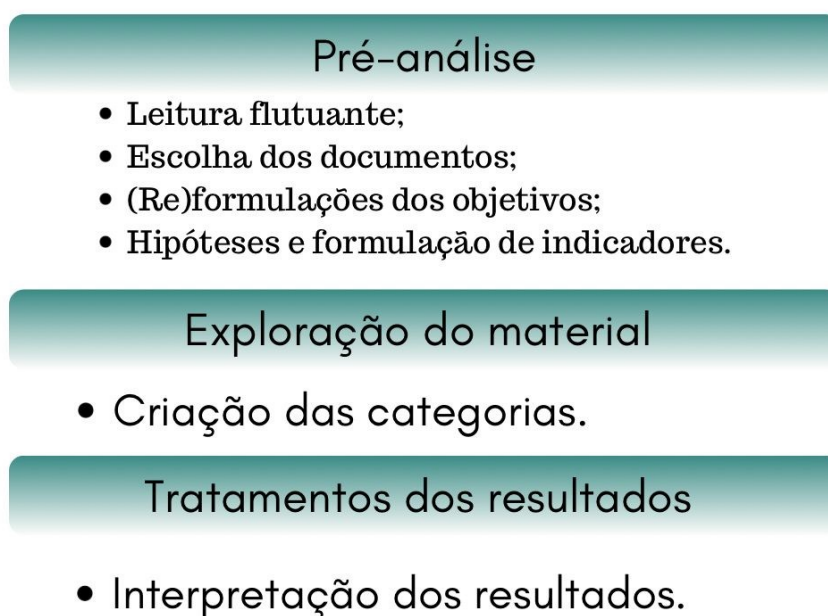 Pré-análise
• Leitura flutuante;
• Escolha dos documentos;
• (Re)formulações dos objetivos;
• Hipóteses e formulação de indicadores.
Exploração do material
• Criação das categorias.
Tratamentos dos resultados
• Interpretação dos resultados.